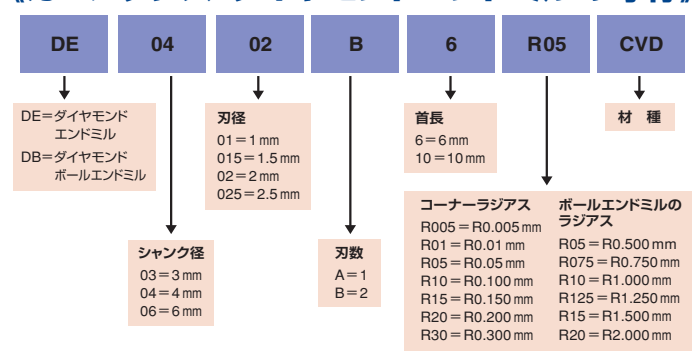 DE 04 02 B 6 R05 CVD
DE=ダイヤモンド
エンドミル
DB=ダイヤモンド
ボールエンドミル
刃径
01=1mm
015=1.5mm
02=2mm
025=2.5mm
首長
6=6mm
10=10mm
材 種
シャンク径
03=3mm
04=4mm
06=6mm
刃数
A=1
B=2
コーナーラジアス
R005=R0.005mm
R01=R0.01mm
R05=R0.05mm
R10=R0.100mm
R15=R0.150mm
R20=R0.200mm
R30=R0.300mm
ボールエンドミルの
ラジアス
R05=R0.500mm
R075=R0.750mm
R10=R1.000mm
R125=R1.250mm
R15=R1.500mm
R20=R2.000mm